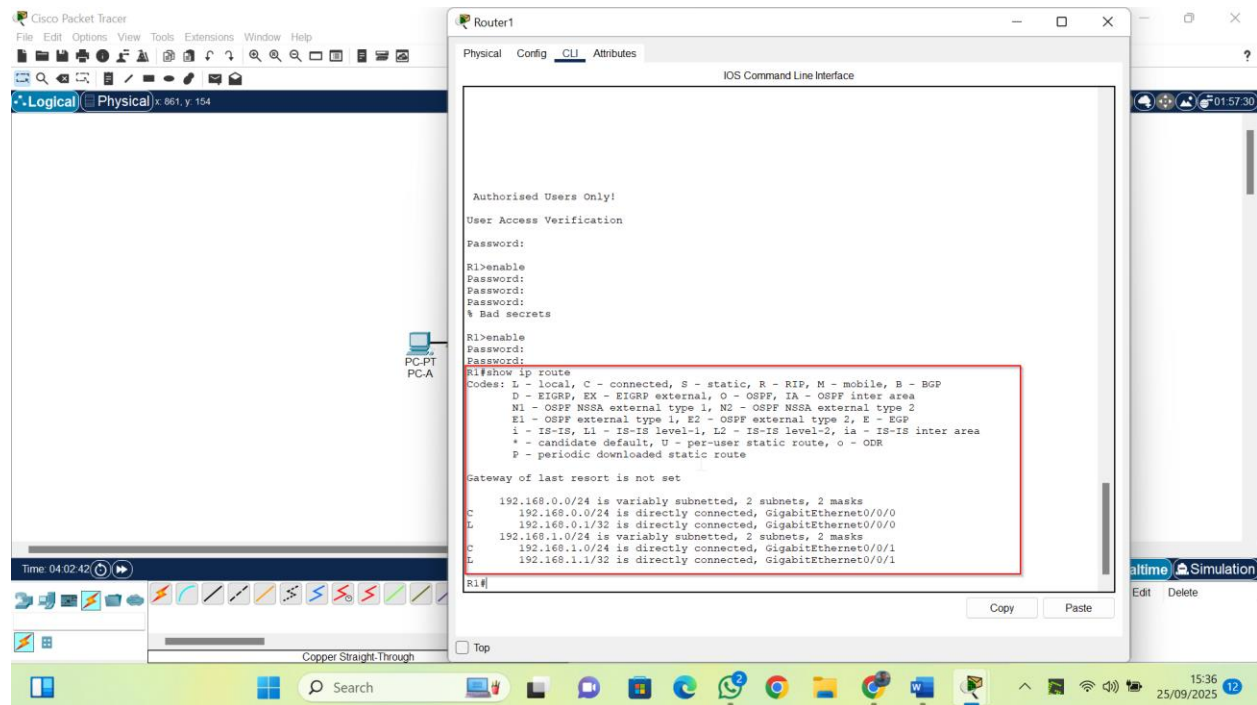 Cisco Packet Tracer
File Edit Options View Tools Extensions Window Help
Logical Physical x: 861, y: 154
01:57:30
PC-PT
PC-A
Time: 04:02:42
Copper Straight-Through
Router1
Physical Config CLI Attributes
IOS Command Line Interface
Authorised Users Only!
User Access Verification
Password:
R1>enable
Password:
Password:
Password:
% Bad secrets
R1>enable
Password:
Password:
R1#show ip route
Codes: L - local, C - connected, S - static, R - RIP, M - mobile, B - BGP
D - EIGRP, EX - EIGRP external, O - OSPF, IA - OSPF inter area
N1 - OSPF NSSA external type 1, N2 - OSPF NSSA external type 2
E1 - OSPF external type 1, E2 - OSPF external type 2, E - EGP
i - IS-IS, L1 - IS-IS level-1, L2 - IS-IS level-2, ia - IS-IS inter area
* - candidate default, U - per-user static route, o - ODR
P - periodic downloaded static route
Gateway of last resort is not set
192.168.0.0/24 is variably subnetted, 2 subnets, 2 masks
C 192.168.0.0/24 is directly connected, GigabitEthernet0/0/0
L 192.168.0.1/32 is directly connected, GigabitEthernet0/0/0
192.168.1.0/24 is variably subnetted, 2 subnets, 2 masks
C 192.168.1.0/24 is directly connected, GigabitEthernet0/0/1
L 192.168.1.1/32 is directly connected, GigabitEthernet0/0/1
R1#
Copy Paste
Top
altime Simulation
Edit Delete
Search
2
15:36
25/09/2025
12